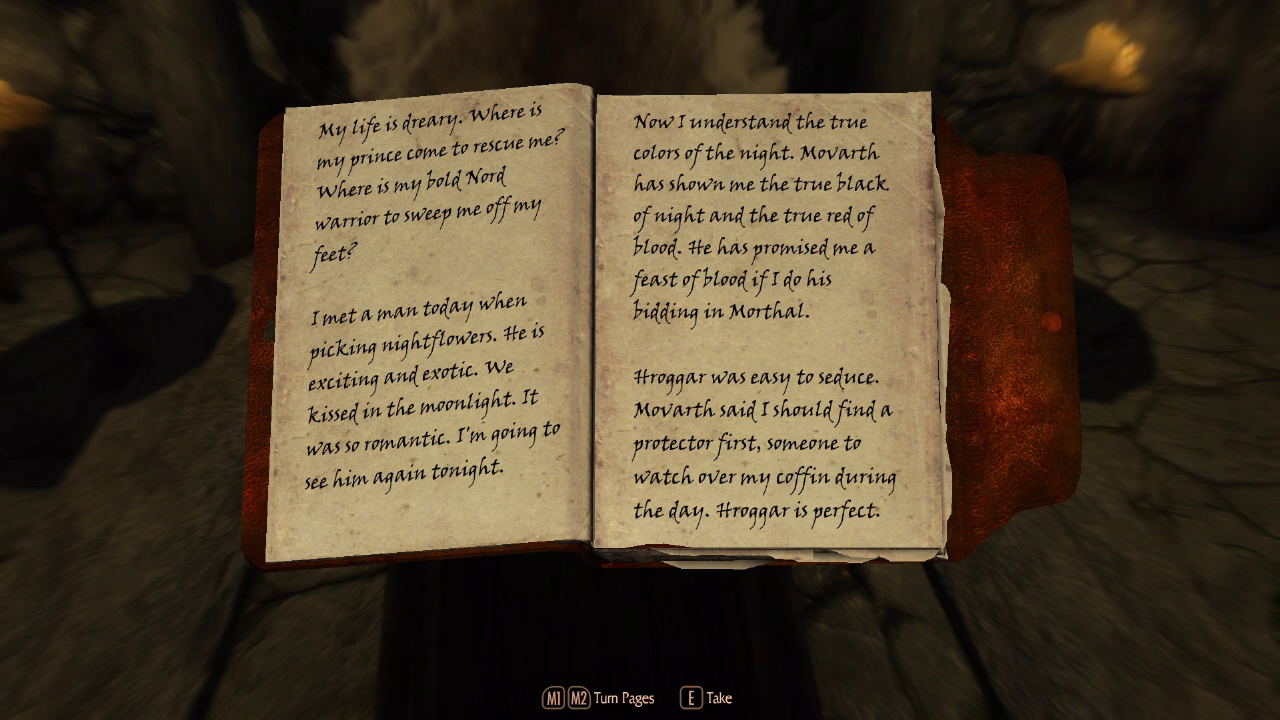 My life is dreary. Where is
my prince come to rescue me?
Where is my bold Nord
warrior to sweep me off my
feet?
I met a man today when
picking nightflowers. He is
exciting and exotic. We
kissed in the moonlight. It
was so romantic. I'm going to
see him again tonight.
Now I understand the true
colors of the night. Movarth
has shown me the true black
of night and the true red of
blood. He has promised me a
feast of blood if I do his
bidding in Morthal.
Hroggar was easy to seduce.
Movarth said I should find a
protector first, someone to
watch over my coffin during
the day. Hroggar is perfect.
M1 M2 Turn Pages E Take